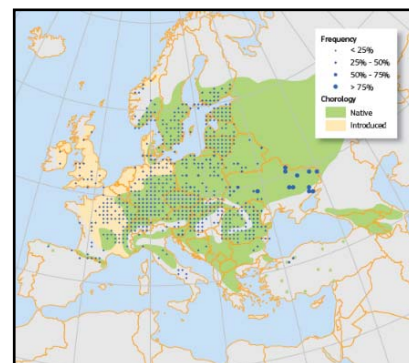 Frequency
< 25%
25% - 50%
50% - 75%
> 75%
Chorology
Native
Introduced